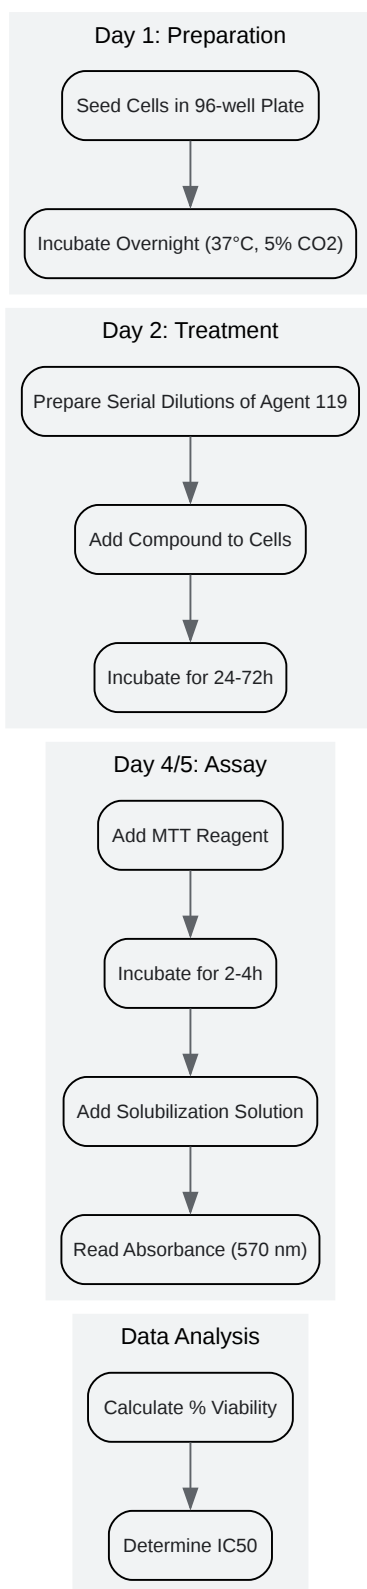 Day 1: Preparation
Seed Cells in 96-well Plate
Incubate Overnight (37°C, 5% CO2)
Day 2: Treatment
Prepare Serial Dilutions of Agent 119
Add Compound to Cells
Incubate for 24-72h
Day 4/5: Assay
Add MTT Reagent
Incubate for 2-4h
Add Solubilization Solution
Read Absorbance (570 nm)
Data Analysis
Calculate % Viability
Determine IC50